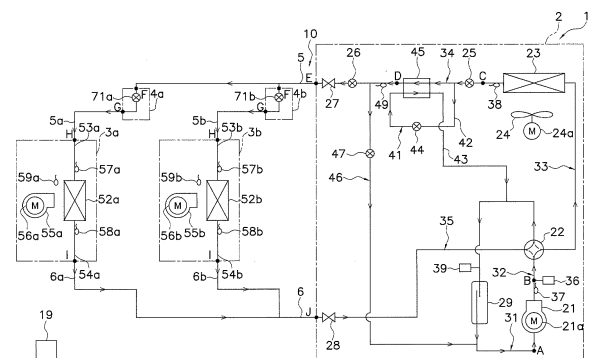 2 1
10
5 E 26 D 45 34 25 C 23
71a F 4a 71b F 4b
G G
27 49 38
24 M 24a
5a 5b
H 53a 3a H 53b 3b
41 44 42
43
33
47
46
57a 57b
59a 59b
52a 52b
M M
56a 55a 58a 56b 55b 58b
35 22
32
39 B 36
37
I I
6a 54a 6b 54b
6 J
29 21
M 21a
28 31 A
19